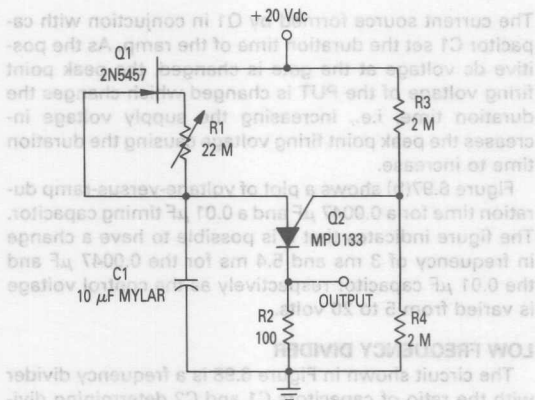 + 20 Vdc
Q1
2N5457
R1
22 M
R3
2 M
Q2
MPU133
C1
10 μF MYLAR
OUTPUT
R2
100
R4
2 M
The current source formed by Q1 in conjuction with ca-
pacitor C1 set the duration time of the ramp. As the pos-
itive dc voltage at the gate is changed, the peak point
firing voltage of the PUT is changed which changes the
duration time, i.e., increasing the supply voltage in-
creases the peak point firing voltage causing the duration
time to increase.
Figure 6.97(b) shows a plot of voltage-versus-ramp du-
ration time for a 0.0047 μF and a 0.01 μF timing capacitor.
The figure indicates that it is possible to have a change
in frequency of 3 ms and 5.4 ms for the 0.0047 μF and
the 0.01 μF capacitor respectively as the control voltage
is varied from 5 to 20 volts.
LOW FREQUENCY DIVIDER
The circuit shown in Figure 6.98 is a frequency divider
with the ratio of capacitors C1 and C2 determining divi-